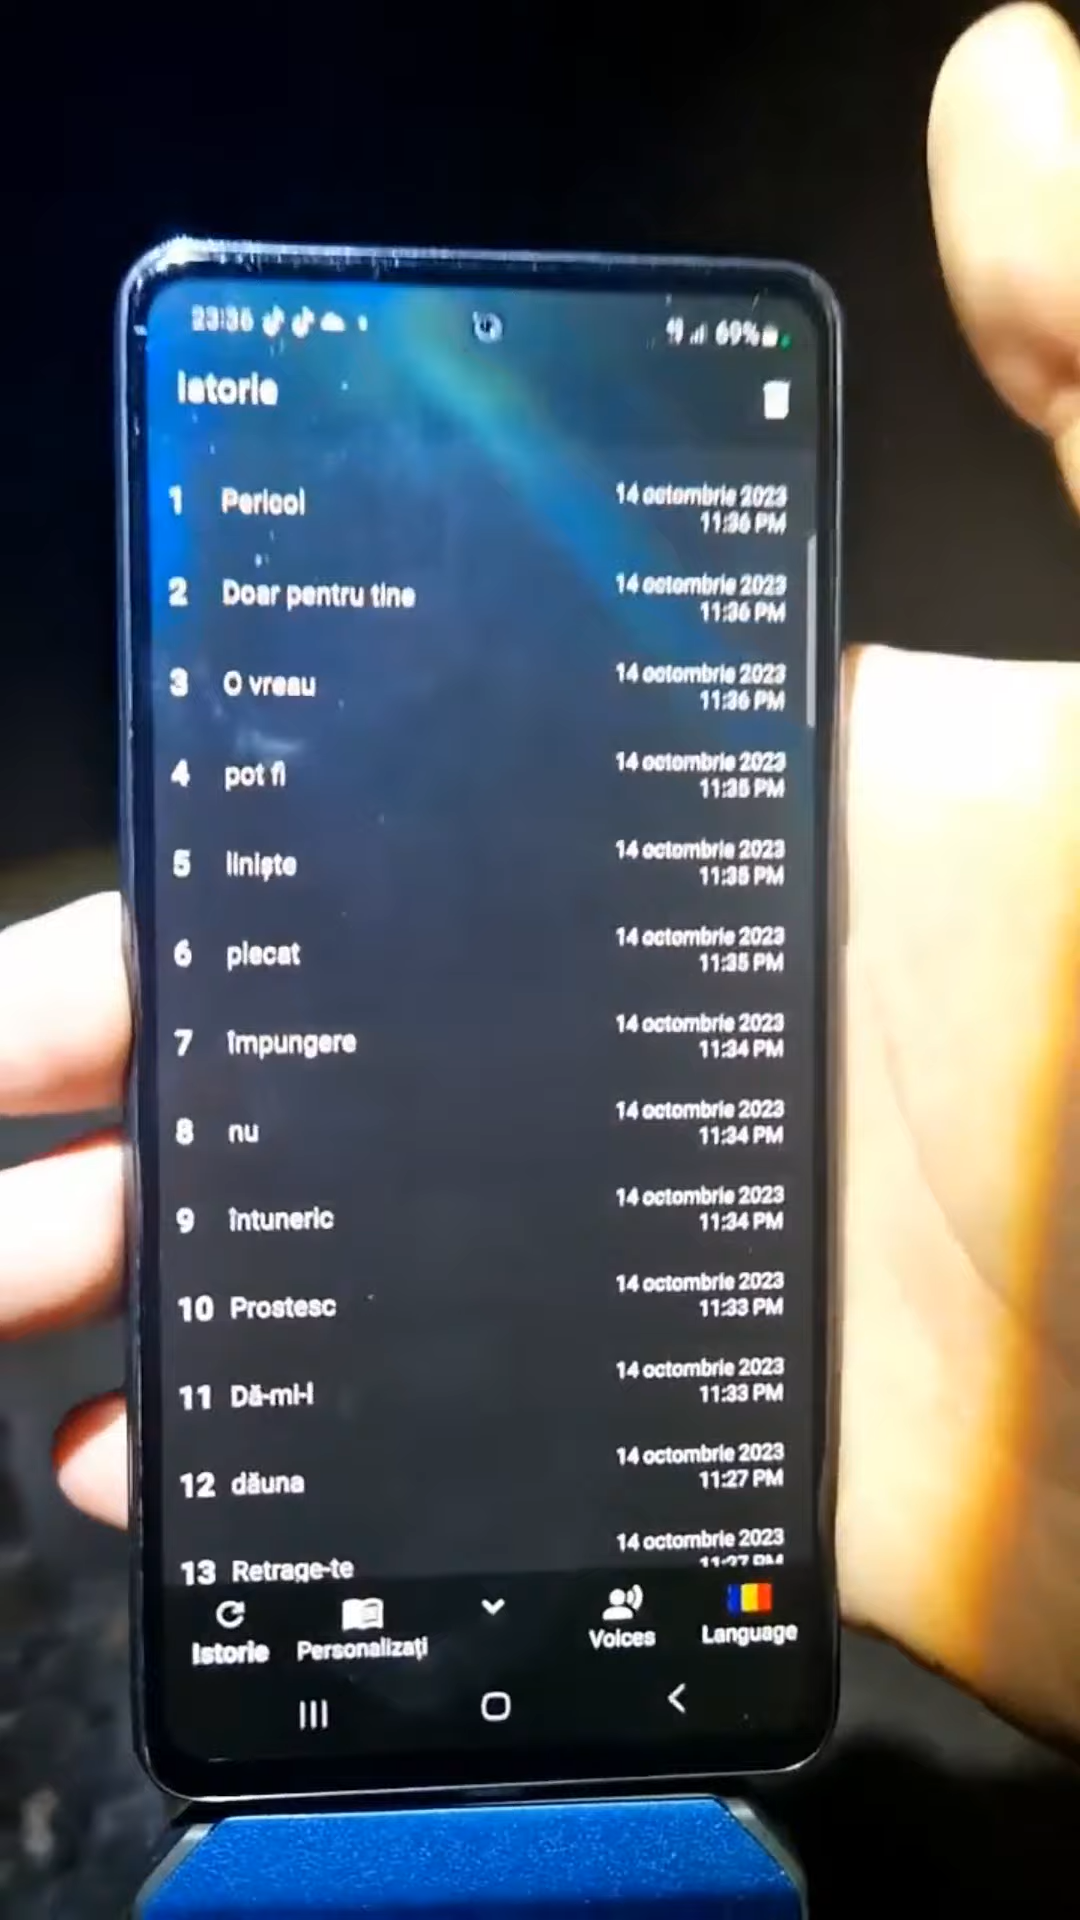 23:36 69%
Istorie
1 Pericol 14 octombrie 2023
11:36 PM
2 Doar pentru tine 14 octombrie 2023
11:36 PM
3 O vreau 14 octombrie 2023
11:36 PM
4 pot fi 14 octombrie 2023
11:35 PM
5 liniște 14 octombrie 2023
11:35 PM
6 plecat 14 octombrie 2023
11:35 PM
7 împungere 14 octombrie 2023
11:34 PM
8 nu 14 octombrie 2023
11:34 PM
9 întuneric 14 octombrie 2023
11:34 PM
10 Prostesc 14 octombrie 2023
11:33 PM
11 Dă-mi-l 14 octombrie 2023
11:33 PM
12 dăuna 14 octombrie 2023
11:27 PM
13 Retrage-te 14 octombrie 2023
11:27 PM
Istorie Personalizați Voices Language